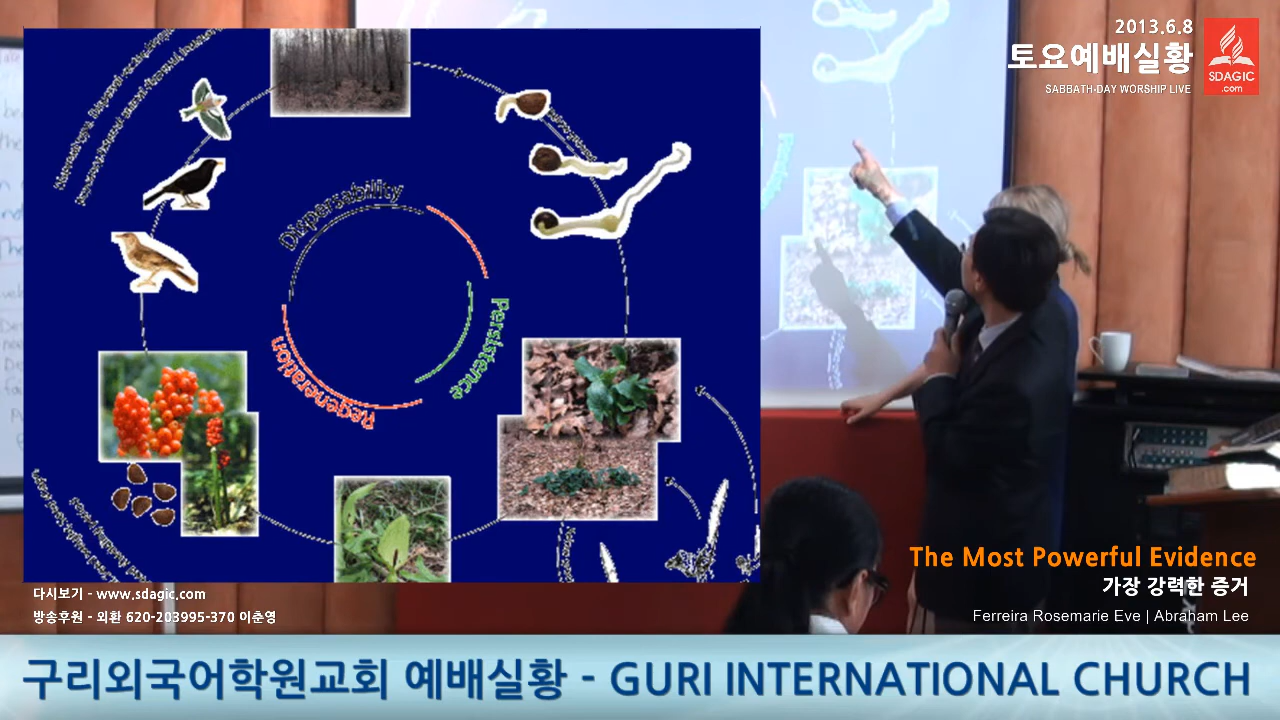 2013.6.8
토요예배실황
SABBATH-DAY WORSHIP LIVE
SDAGIC
.com
Dispersability
Persistence
Regeneration
The Most Powerful Evidence
가장 강력한 증거
Ferreira Rosemarie Eve | Abraham Lee
다시보기 - www.sdagic.com
방송후원 - 외환 620-203995-370 이춘영
구리외국어학원교회 예배실황 - GURI INTERNATIONAL CHURCH